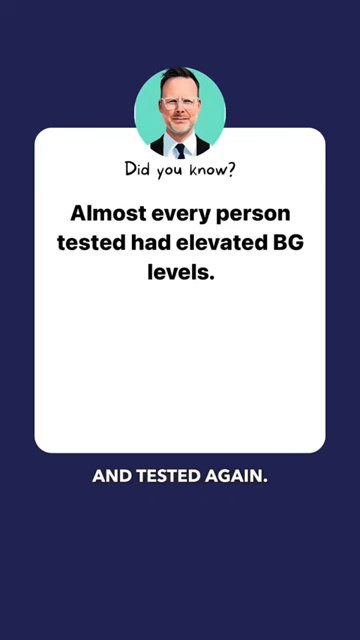 Did you know?
Almost every person
tested had elevated BG
levels.
AND TESTED AGAIN.